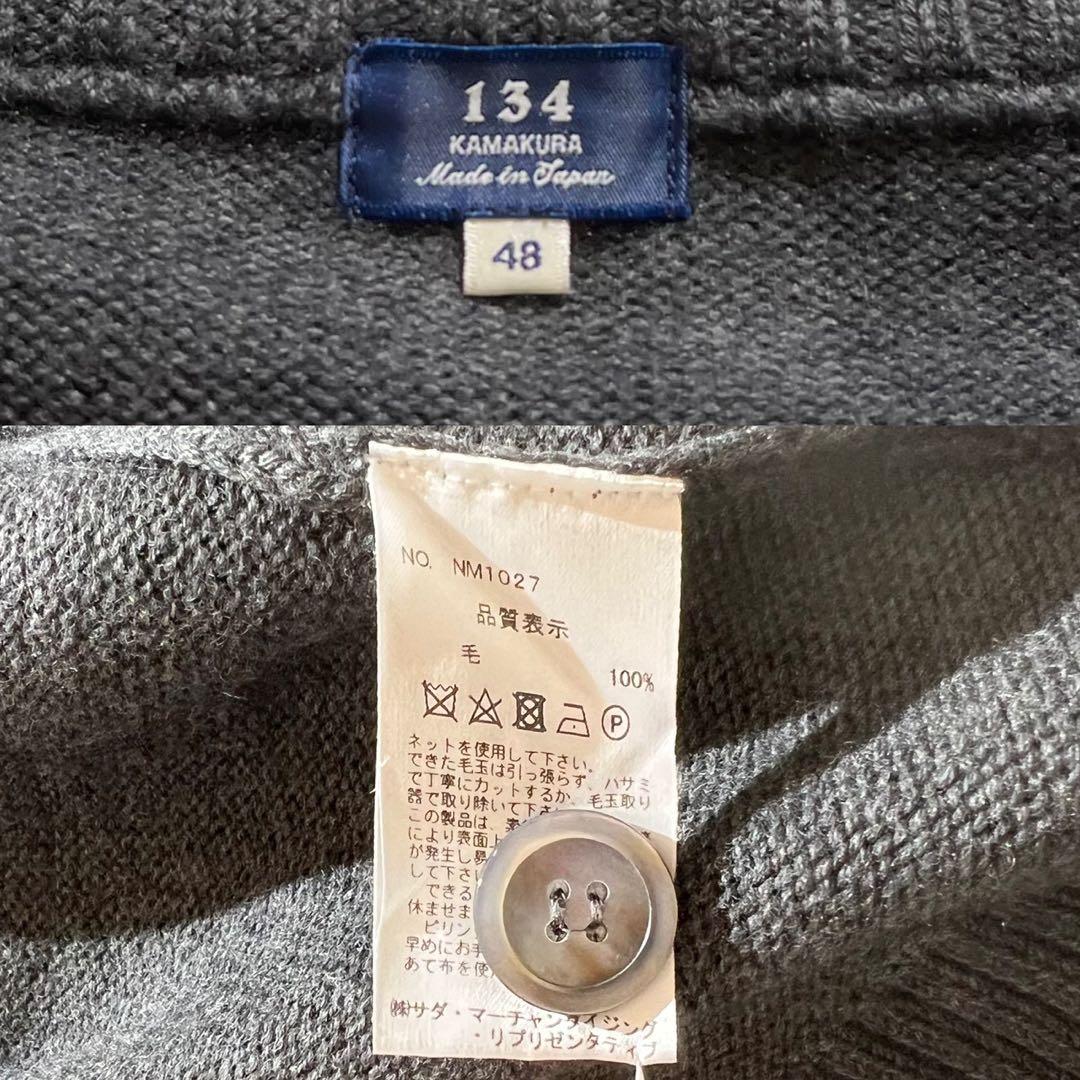 134
KAMAKURA
Made in Japan
48
NO. NM1027
品質表示
毛
100%
P
ネットを使用して下さい。
できた毛玉は引っ張らず、ハサミ
で丁寧にカットするか、毛玉取り
器で取り除いて下さ
この製品は、素
により表面上
が発生し易
して下さい
できる
休ませま
ピリン
早めにお手
あて布を使
㈱サダ・マーチャンダイジング
・リプリゼンタティブ